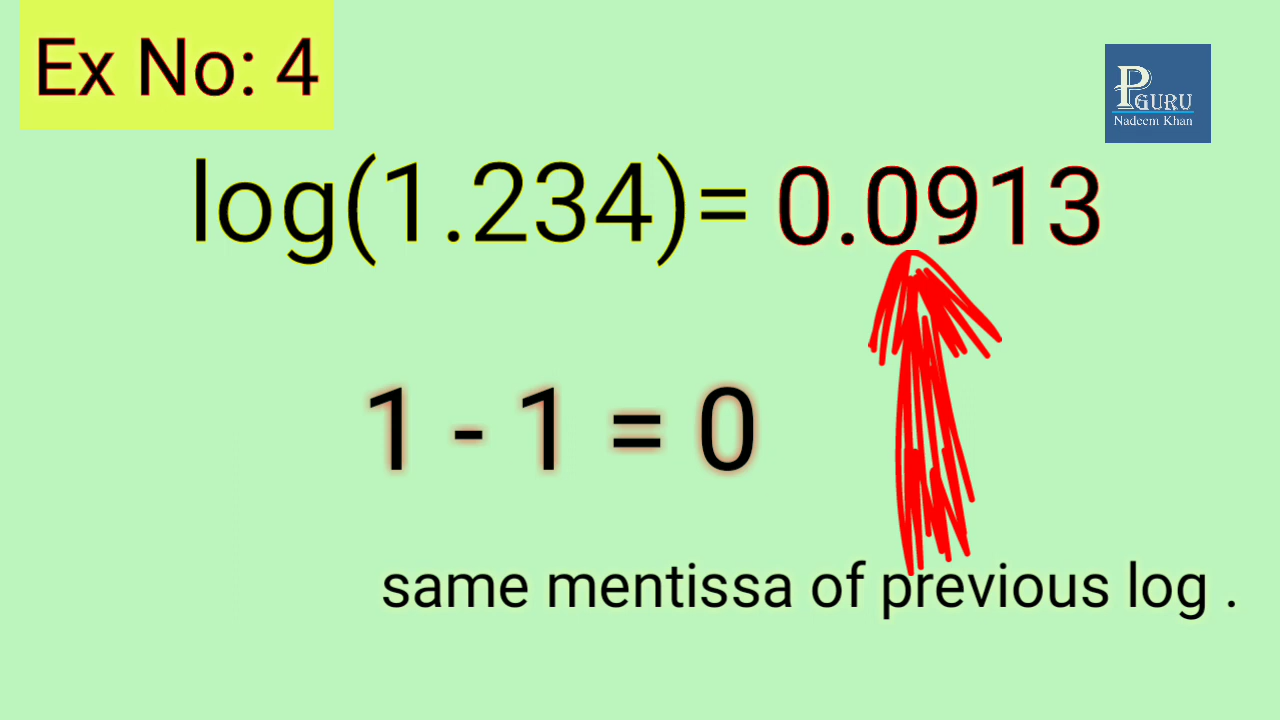 Ex No: 4
PGURU
Nadeem Khan
log(1.234)= 0.0913
1 - 1 = 0
same mentissa of previous log .